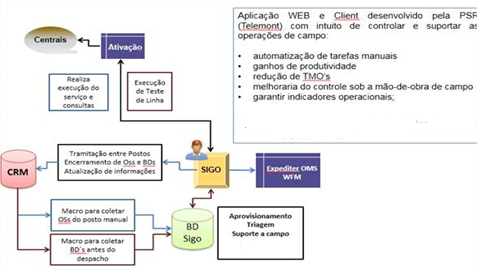 Aplicação WEB e Client desenvolvido pela PSR
(Telemont) com intuito de controlar e suportar as
operações de campo:
• automatização de tarefas manuais
• ganhos de produtividade
• redução de TMO's
• melhoraria do controle sob a mão-de-obra de campo
• garantir indicadores operacionais;
Centrais
Ativação
Realiza
execução do
serviço e
consultas
Execução
de Teste
de Linha
Tramitação entre Postos
Encerramento de Oss e BDs
Atualização de informações
CRM
SIGO
Expediter OMS
WFM
Macro para coletar
OSs do posto manual
Macro para coletar
BD´s antes do
despacho
BD
Sigo
Aprovisionamento
Triagem
Suporte a campo